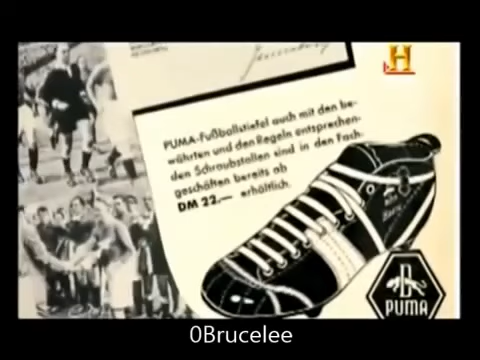 H
PUMA-Fußballstiefel auch mit den be-
währten und den Regeln entsprechen-
den Schraubstollen sind in den Fach-
geschäften bereits ab
DM 22.— erhältlich.
PUMA
0Brucelee